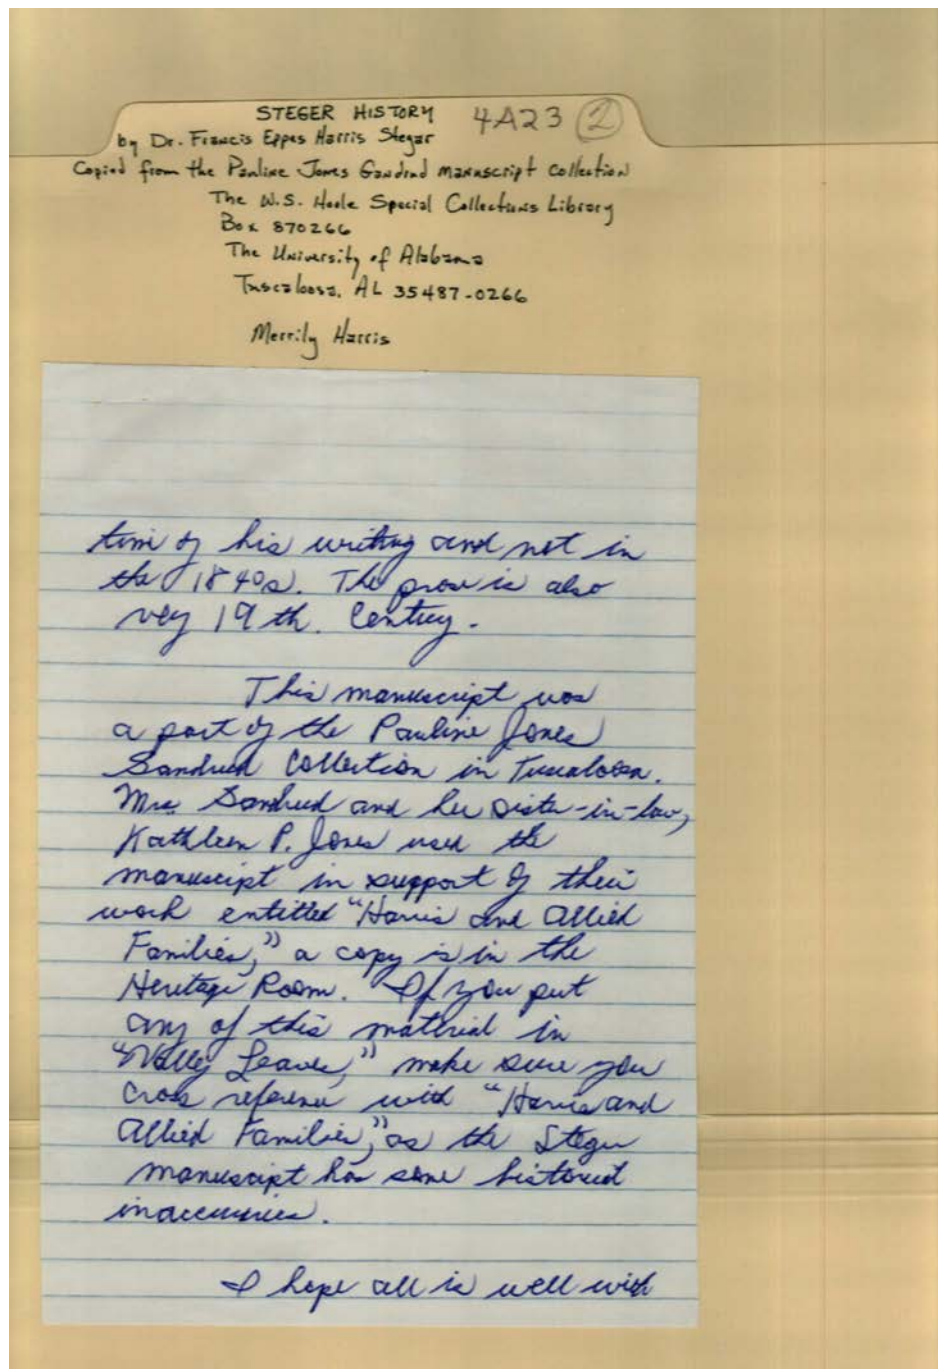 STEGER HISTORY 4A23 2
by Dr. Francis Eppes Harris Stegar
Copied from the Pauline Jones Gandrud manuscript collection
The W.S. Hoole Special Collections Library
Box 870266
The University of Alabama
Tuscaloosa, AL 35487-0266
Merrily Harris
time of his writing and not in
the 1840s. The prose is also
very 19th. Century.
This manuscript was
a part of the Pauline Jones
Gandrud Collection in Tuscaloosa.
Mrs. Gandrud and her sister-in-law,
Kathleen P. Jones used the
manuscript in support of their
work entitled "Harris and Allied
Families," a copy is in the
Heritage Room. If you put
any of this material in
"Valley Leaves," make sure you
cross reference with "Harris and
Allied Families," as the Steger
manuscript has some historical
inaccuracies.
I hope all is well with